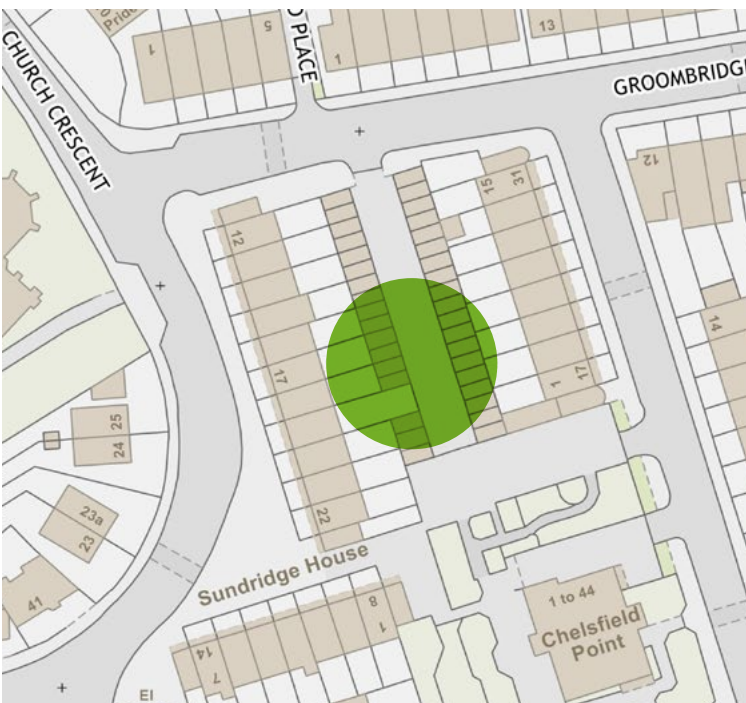 Pride
1
5
O PLACE
1
13
CHURCH CRESCENT
GROOMBRIDGE
12
15
31
12
17
14
1
17
25
24
22
23a
23
41
Sundridge House
8
1
14
7
1 to 44
Chelsfield
Point
El